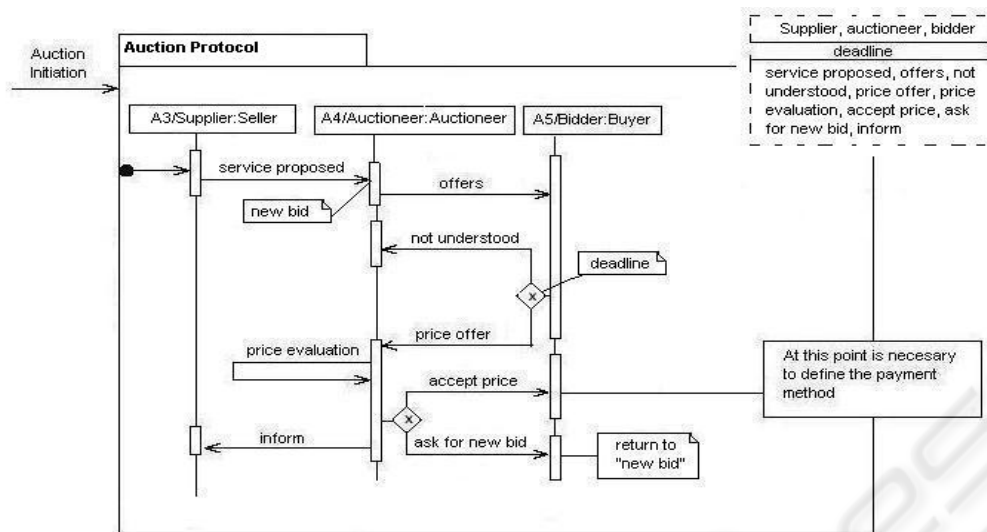 Auction
Initiation
Auction Protocol
Supplier, auctioneer, bidder
deadline
service proposed, offers, not
understood, price offer, price
evaluation, accept price, ask
for new bid, inform
A3/Supplier:Seller
A4/Auctioneer:Auctioneer
A5/Bidder:Buyer
service proposed
offers
new bid
not understood
deadline
x
price offer
price evaluation
At this point is necesary
to define the payment
method
accept price
x
inform
ask for new bid
return to
"new bid"